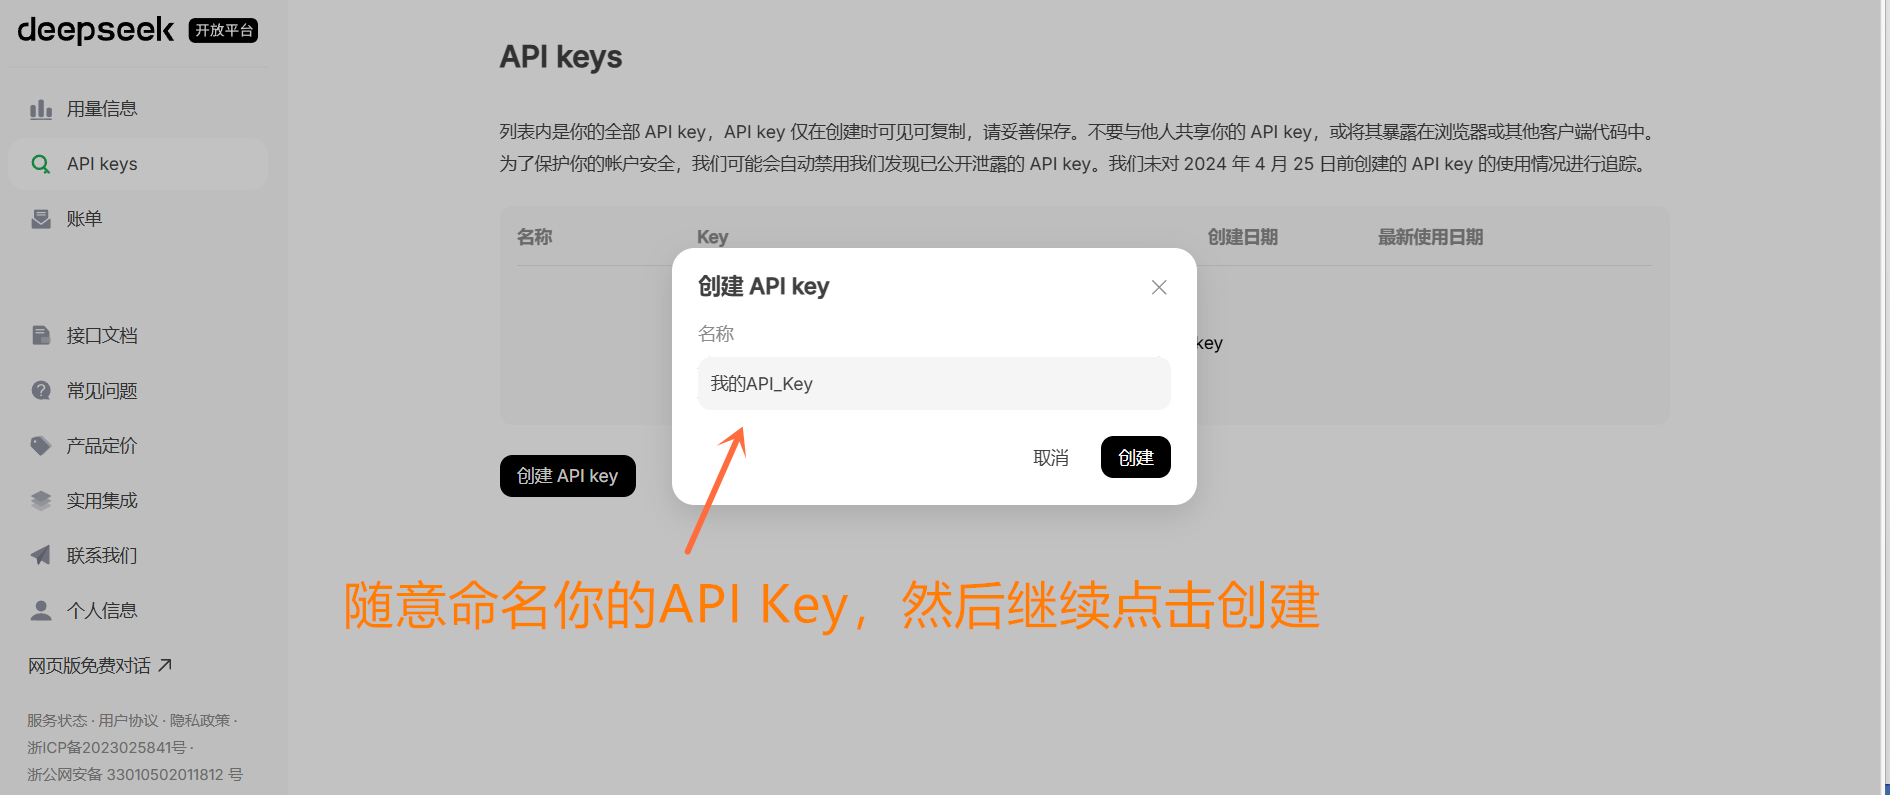 deepseek 开放平台
用量信息
API keys
账单
接口文档
常见问题
产品定价
实用集成
联系我们
个人信息
网页版免费对话
服务状态 · 用户协议 · 隐私政策 ·
浙ICP备2023025841号 ·
浙公网安备 33010502011812 号
API keys
列表内是你的全部 API key，API key 仅在创建时可见可复制，请妥善保存。不要与他人共享你的 API key，或将其暴露在浏览器或其他客户端代码中。
为了保护你的帐户安全，我们可能会自动禁用我们发现已公开泄露的 API key。我们未对 2024 年 4 月 25 日前创建的 API key 的使用情况进行追踪。
名称 Key 创建日期 最新使用日期
key
创建 API key
创建 API key
名称
我的API_Key
取消 创建
随意命名你的API Key，然后继续点击创建